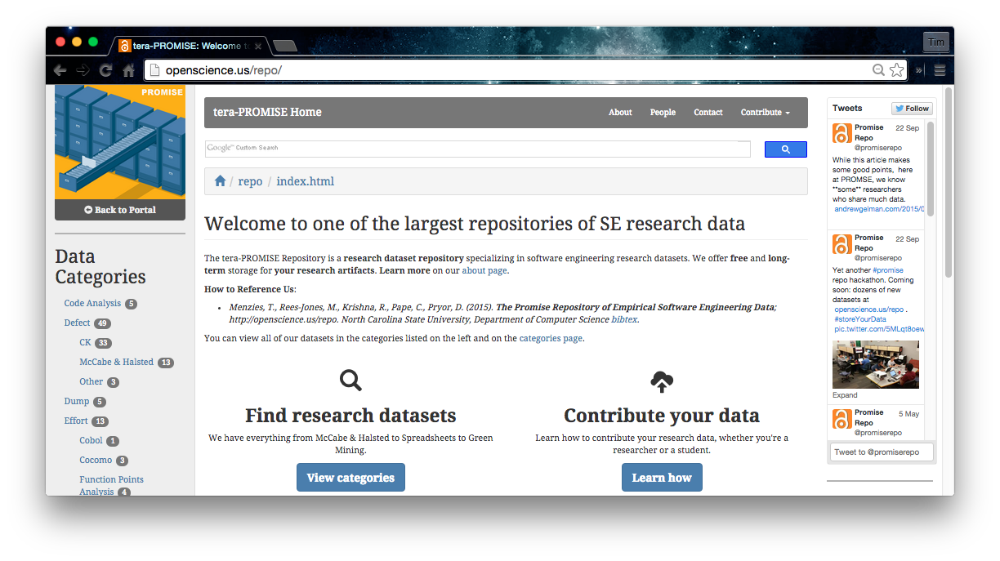 tera-PROMISE: Welcome to
Tim
openscience.us/repo/
PROMISE
Back to Portal
Data
Categories
Code Analysis 5
Defect 49
CK 33
McCabe & Halsted 13
Other 3
Dump 5
Effort 13
Cobol 1
Cocomo 3
Function Points
Analysis 4
tera-PROMISE Home
About People Contact Contribute
Google™ Custom Search
/ repo / index.html
Welcome to one of the largest repositories of SE research data
The tera-PROMISE Repository is a research dataset repository specializing in software engineering research datasets. We offer free and long-
term storage for your research artifacts. Learn more on our about page.
How to Reference Us:
• Menzies, T., Rees-Jones, M., Krishna, R., Pape, C., Pryor, D. (2015). The Promise Repository of Empirical Software Engineering Data;
http://openscience.us/repo. North Carolina State University, Department of Computer Science bibtex.
You can view all of our datasets in the categories listed on the left and on the categories page.
Find research datasets
We have everything from McCabe & Halsted to Spreadsheets to Green
Mining.
View categories
Contribute your data
Learn how to contribute your research data, whether you're a
researcher or a student.
Learn how
Tweets
Follow
Promise 22 Sep
Repo
@promiserepo
While this article makes
some good points, here
at PROMSE, we know
**some** researchers
who share much data.
andrewgelman.com/2015/0
Promise 22 Sep
Repo
@promiserepo
Yet another #promise
repo hackathon. Coming
soon: dozens of new
datasets at
openscience.us/repo .
#storeYourData
pic.twitter.com/5MLqt8oew
Expand
Promise 5 May
Repo
@promiserepo
Tweet to @promiserepo